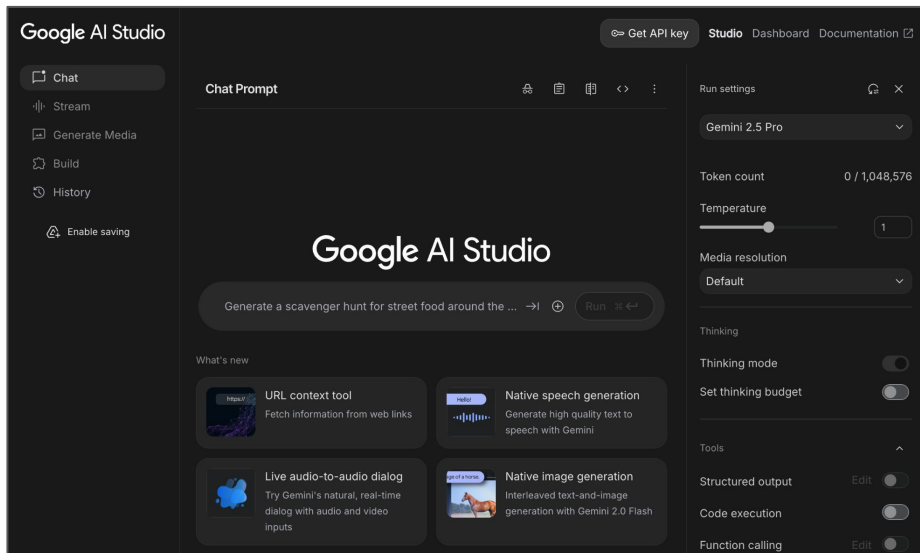 Google AI Studio
Get API key
Studio
Dashboard
Documentation
Chat
Stream
Generate Media
Build
History
Enable saving
Chat Prompt
Google AI Studio
Generate a scavenger hunt for street food around the ...
Run ⌘↵
What's new
https://
URL context tool
Fetch information from web links
Hello!
Native speech generation
Generate high quality text to
speech with Gemini
Live audio-to-audio dialog
Try Gemini's natural, real-time
dialog with audio and video
inputs
of a horse.
Native image generation
Interleaved text-and-image
generation with Gemini 2.0 Flash
Run settings
Gemini 2.5 Pro
Token count 0 / 1,048,576
Temperature
1
Media resolution
Default
Thinking
Thinking mode
Set thinking budget
Tools
Structured output Edit
Code execution
Function calling Edit